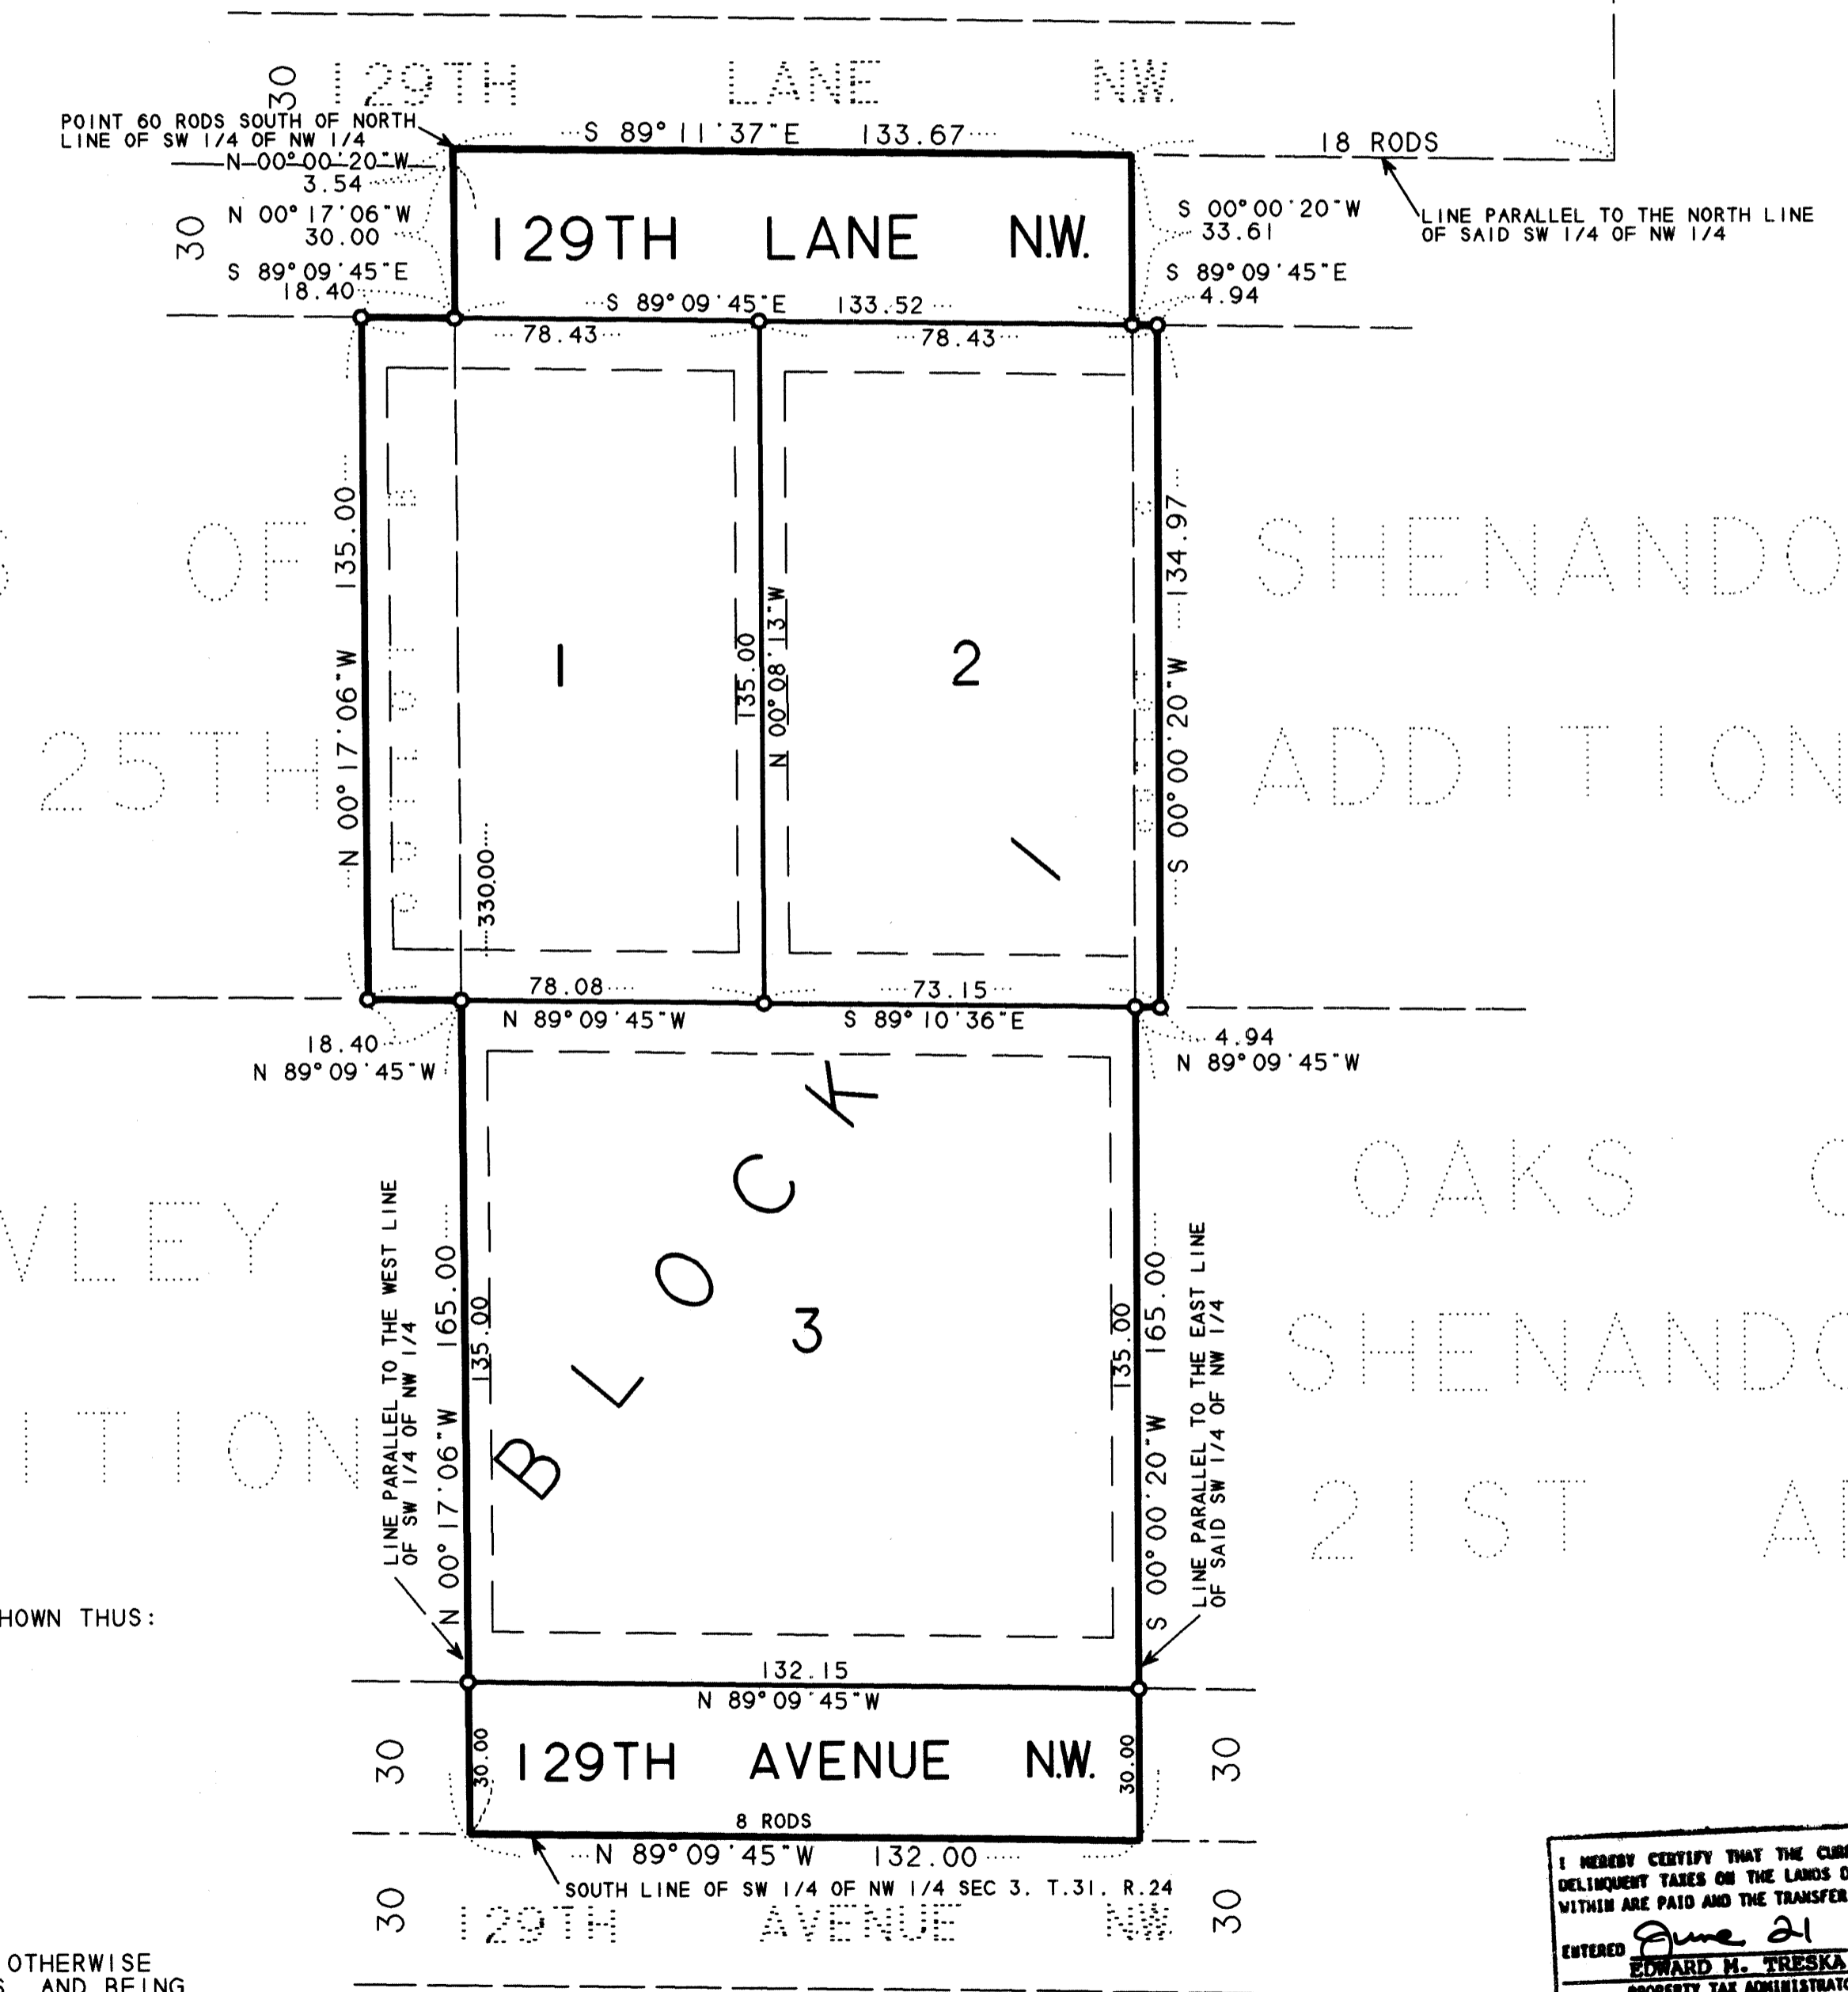 30
129TH LANE NW.
POINT 60 RODS SOUTH OF NORTH
LINE OF SW 1/4 OF NW 1/4
S 89°11'37"E 133.67
18 RODS
N 00°00'20"W
3.54
N 00°17'06"W
30.00
30
S 89°09'45"E
18.40
129TH LANE N.W.
S 00°00'20"W
33.61
LINE PARALLEL TO THE NORTH LINE
OF SAID SW 1/4 OF NW 1/4
S 89°09'45"E
4.94
S 89°09'45"E 133.52
78.43
78.43
N 00°17'06"W 135.00
1
135.00
N 00°08'13"W
2
S 00°00'20"W 134.97
OF
SHENANDO
25TH
ADDITION
330.00
78.08
73.15
N 89°09'45"W
S 89°10'36"E
18.40
N 89°09'45"W
4.94
N 89°09'45"W
BLOCK 1
3
WLEY
ITION
OAKS
SHENANDO
21ST
LINE PARALLEL TO THE WEST LINE
OF SW 1/4 OF NW 1/4
N 00°17'06"W 165.00
135.00
135.00
S 00°00'20"W 165.00
LINE PARALLEL TO THE EAST LINE
OF SAID SW 1/4 OF NW 1/4
HOWN THUS:
132.15
N 89°09'45"W
30
30.00
129TH AVENUE N.W.
30.00
30
8 RODS
N 89°09'45"W 132.00
SOUTH LINE OF SW 1/4 OF NW 1/4 SEC 3. T.31. R.24
30
129TH AVENUE NW
30
OTHERWISE
AND BEING
I HEREBY CERTIFY THAT THE CUR
DELINQUENT TAXES ON THE LANDS D
WITHIN ARE PAID AND THE TRANSFER
ENTERED June 21
EDWARD M. TRESKA
PROPERTY TAX ADMINISTRATO